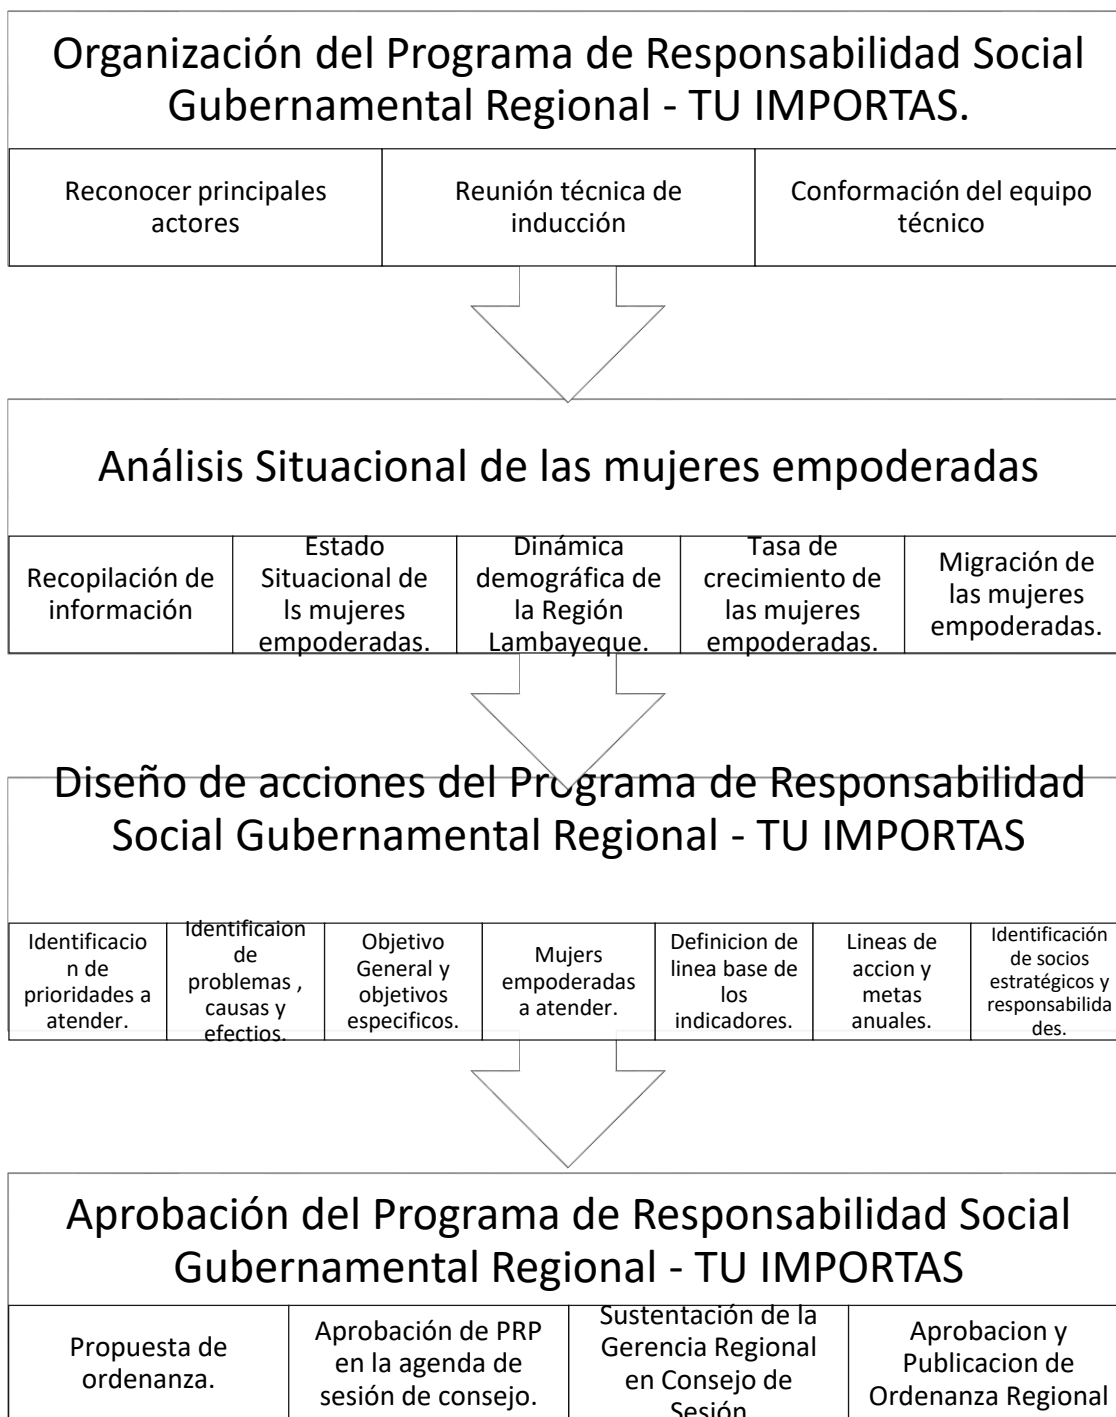 Organización del Programa de Responsabilidad Social
Gubernamental Regional - TU IMPORTAS.
Reconocer principales
actores
Reunión técnica de
inducción
Conformación del equipo
técnico
Análisis Situacional de las mujeres empoderadas
Recopilación de
información
Estado
Situacional de
ls mujeres
empoderadas.
Dinámica
demográfica de
la Región
Lambayeque.
Tasa de
crecimiento de
las mujeres
empoderadas.
Migración de
las mujeres
empoderadas.
Diseño de acciones del Programa de Responsabilidad
Social Gubernamental Regional - TU IMPORTAS
Identificacio
n de
prioridades a
atender.
Identificaion
de
problemas ,
causas y
efectios.
Objetivo
General y
objetivos
especificos.
Mujers
empoderadas
a atender.
Definicion de
linea base de
los
indicadores.
Lineas de
accion y
metas
anuales.
Identificación
de socios
estratégicos y
responsabilida
des.
Aprobación del Programa de Responsabilidad Social
Gubernamental Regional - TU IMPORTAS
Propuesta de
ordenanza.
Aprobación de PRP
en la agenda de
sesión de consejo.
Sustentación de la
Gerencia Regional
en Consejo de
Sesión
Aprobacion y
Publicacion de
Ordenanza Regional